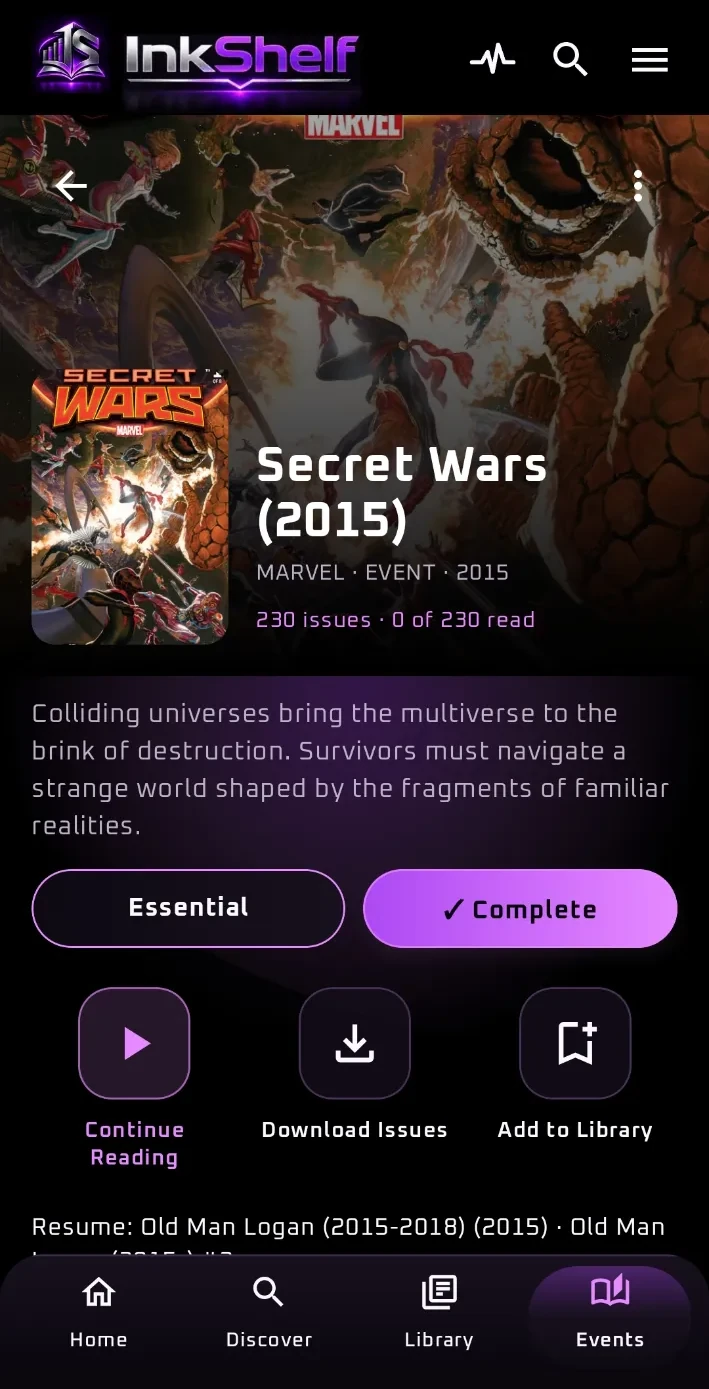 InkShelf
MARVEL
SECRET
WARS
MARVEL
Secret Wars
(2015)
MARVEL · EVENT · 2015
230 issues · 0 of 230 read
Colliding universes bring the multiverse to the
brink of destruction. Survivors must navigate a
strange world shaped by the fragments of familiar
realities.
Essential
✓ Complete
Continue
Reading
Download Issues
Add to Library
Resume: Old Man Logan (2015-2018) (2015) · Old Man
Home
Discover
Library
Events